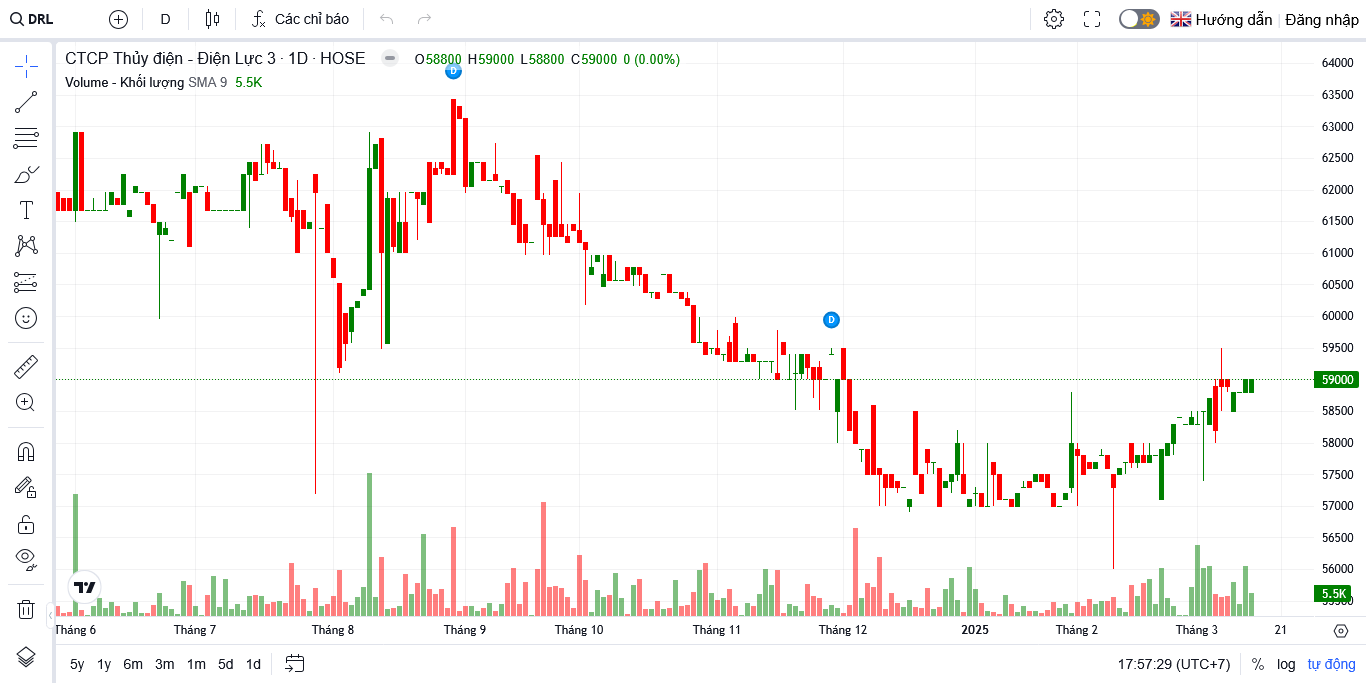 DRL D Các chỉ báo Hướng dẫn Đăng nhập
CTCP Thủy điện - Điện Lực 3 · 1D · HOSE O58800 H59000 L58800 C59000 0 (0.00%)
Volume - Khối lượng SMA 9 5.5K
D
D
64000
63500
63000
62500
62000
61500
61000
60500
60000
59500
59000
58500
58000
57500
57000
56500
56000
5.5K
Tháng 6 Tháng 7 Tháng 8 Tháng 9 Tháng 10 Tháng 11 Tháng 12 2025 Tháng 2 Tháng 3 21
5y 1y 6m 3m 1m 5d 1d 17:57:29 (UTC+7) % log tự động